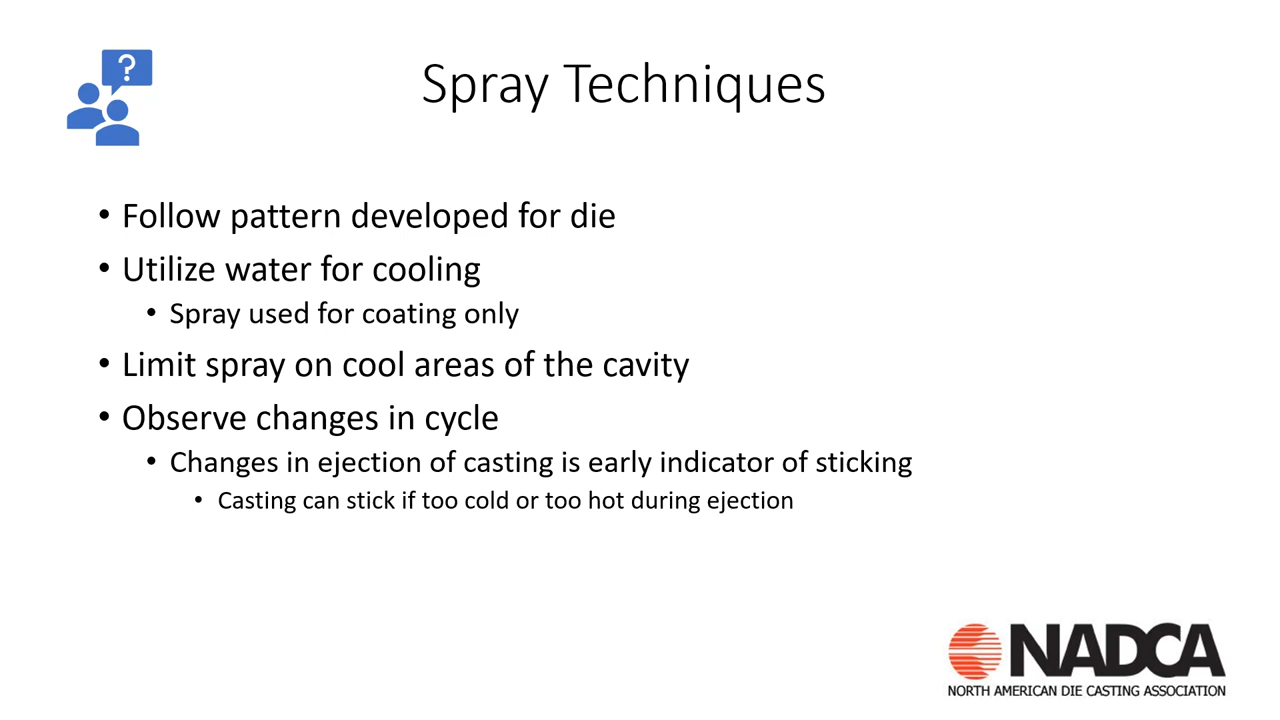 ?
Spray Techniques
• Follow pattern developed for die
• Utilize water for cooling
• Spray used for coating only
• Limit spray on cool areas of the cavity
• Observe changes in cycle
• Changes in ejection of casting is early indicator of sticking
• Casting can stick if too cold or too hot during ejection
NADCA
NORTH AMERICAN DIE CASTING ASSOCIATION